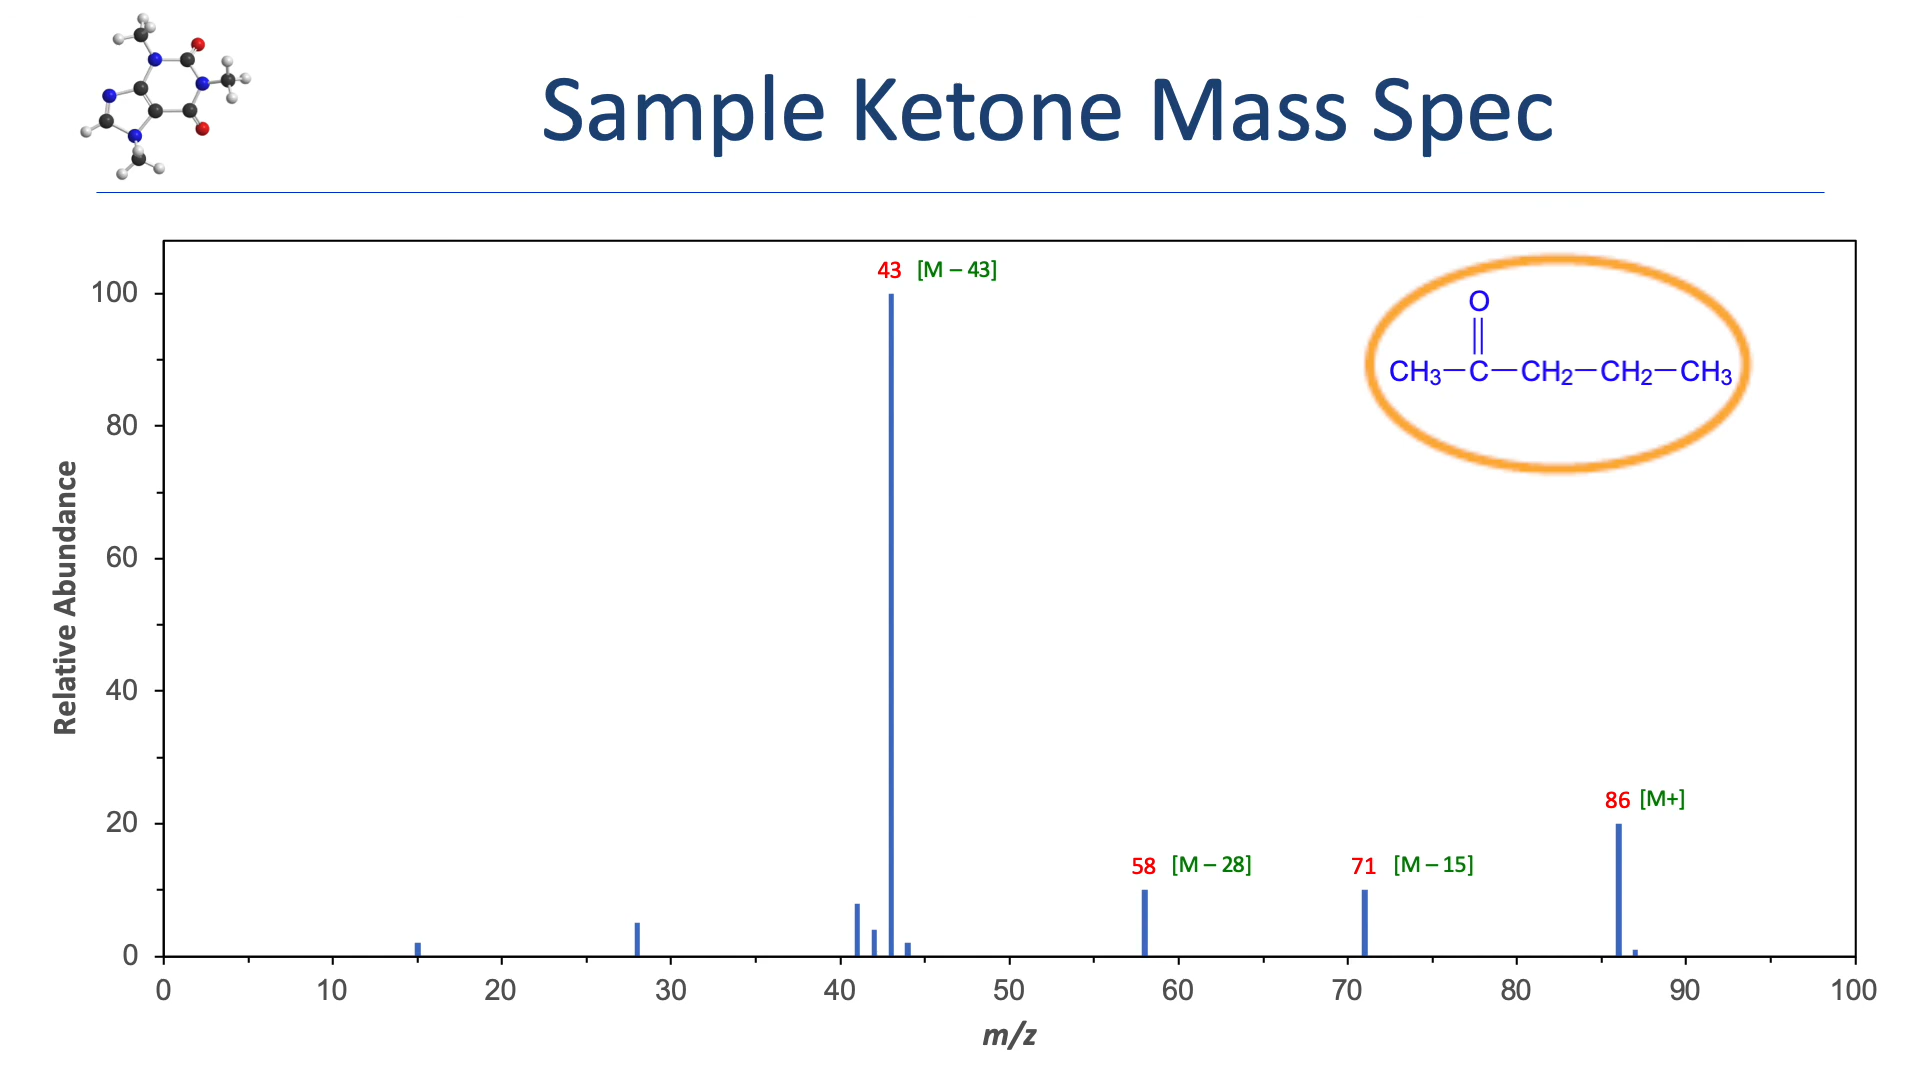 Sample Ketone Mass Spec
43 [M – 43]
100
O
CH3—C—CH2—CH2—CH3
80
60
Relative Abundance
40
86 [M+]
20
58 [M – 28] 71 [M – 15]
0
0 10 20 30 40 50 60 70 80 90 100
m/z